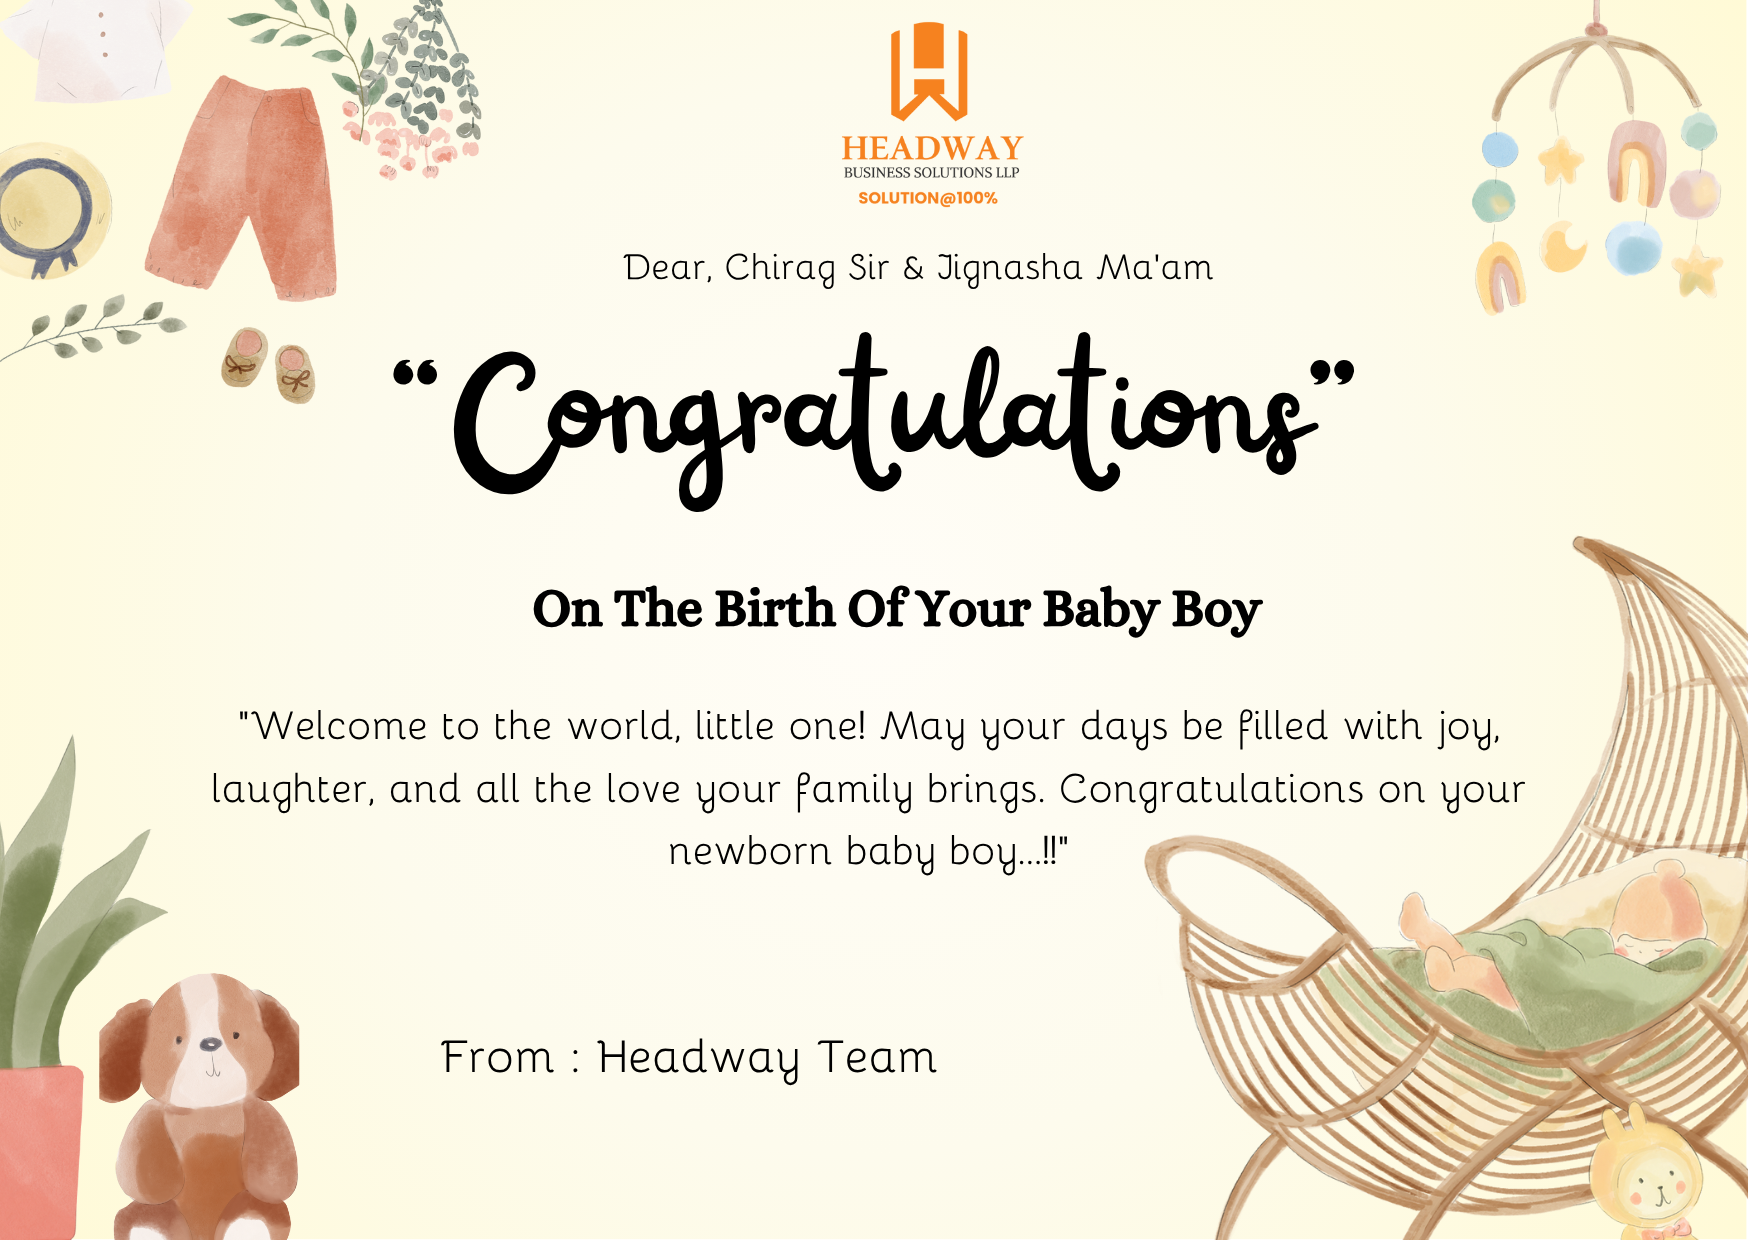 HEADWAY
BUSINESS SOLUTIONS LLP
SOLUTION@100%
Dear, Chirag Sir & Jignasha Ma'am
“Congratulations”
On The Birth Of Your Baby Boy
"Welcome to the world, little one! May your days be filled with joy,
laughter, and all the love your family brings. Congratulations on your
newborn baby boy...!!"
From : Headway Team